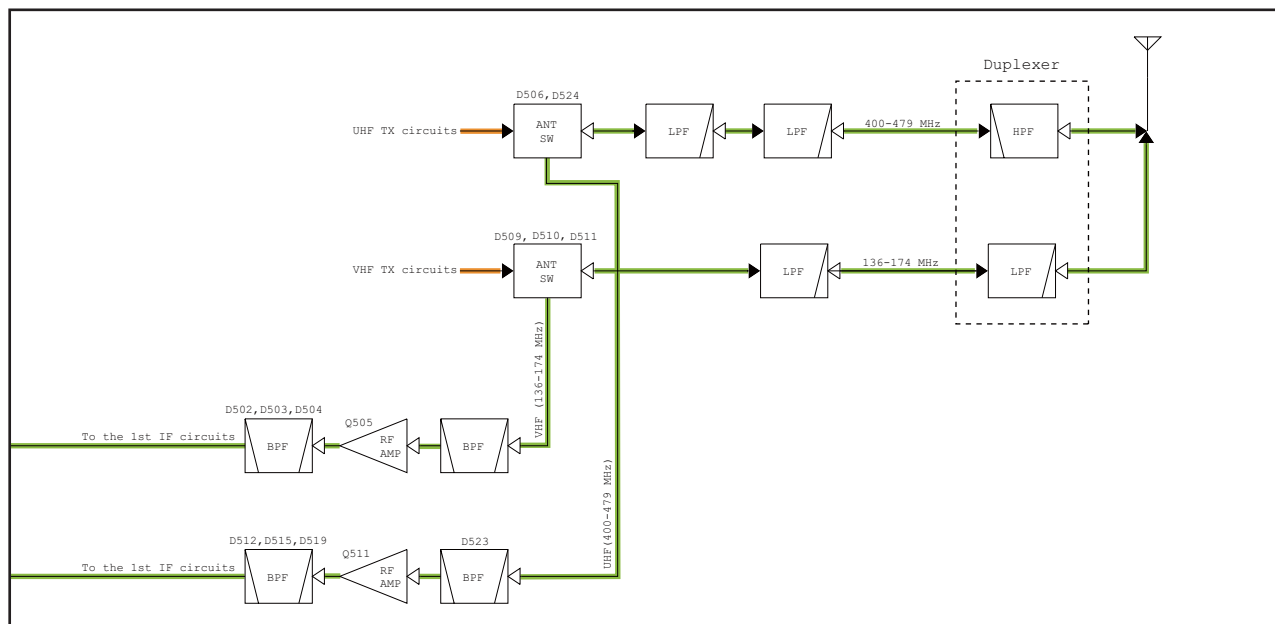 Duplexer
D506, D524
UHF TX circuits
ANT
SW
LPF
LPF
400-479 MHz
HPF
D509, D510, D511
VHF TX circuits
ANT
SW
LPF
136-174 MHz
LPF
VHF (136-174 MHz)
D502,D503,D504
Q505
To the 1st IF circuits
BPF
RF
AMP
BPF
UHF(400-479 MHz)
D512,D515,D519
Q511
D523
To the 1st IF circuits
BPF
RF
AMP
BPF